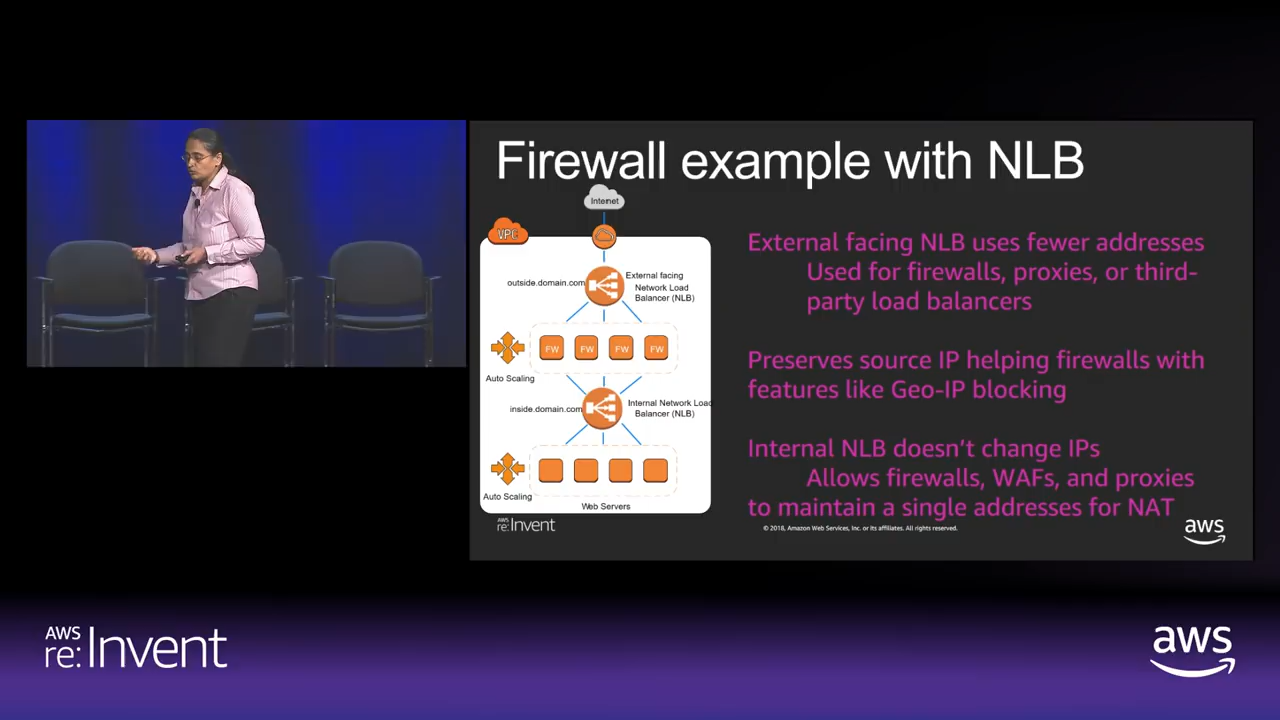 Firewall example with NLB
Internet
VPC
outside.domain.com
External facing
Network Load
Balancer (NLB)
FW FW FW FW
Auto Scaling
inside.domain.com
Internal Network Load
Balancer (NLB)
Auto Scaling
Web Servers
External facing NLB uses fewer addresses
Used for firewalls, proxies, or third-
party load balancers
Preserves source IP helping firewalls with
features like Geo-IP blocking
Internal NLB doesn't change IPs
Allows firewalls, WAFs, and proxies
to maintain a single addresses for NAT
AWS
re:Invent
© 2018, Amazon Web Services, Inc. or its affiliates. All rights reserved.
aws
AWS
re:Invent
aws